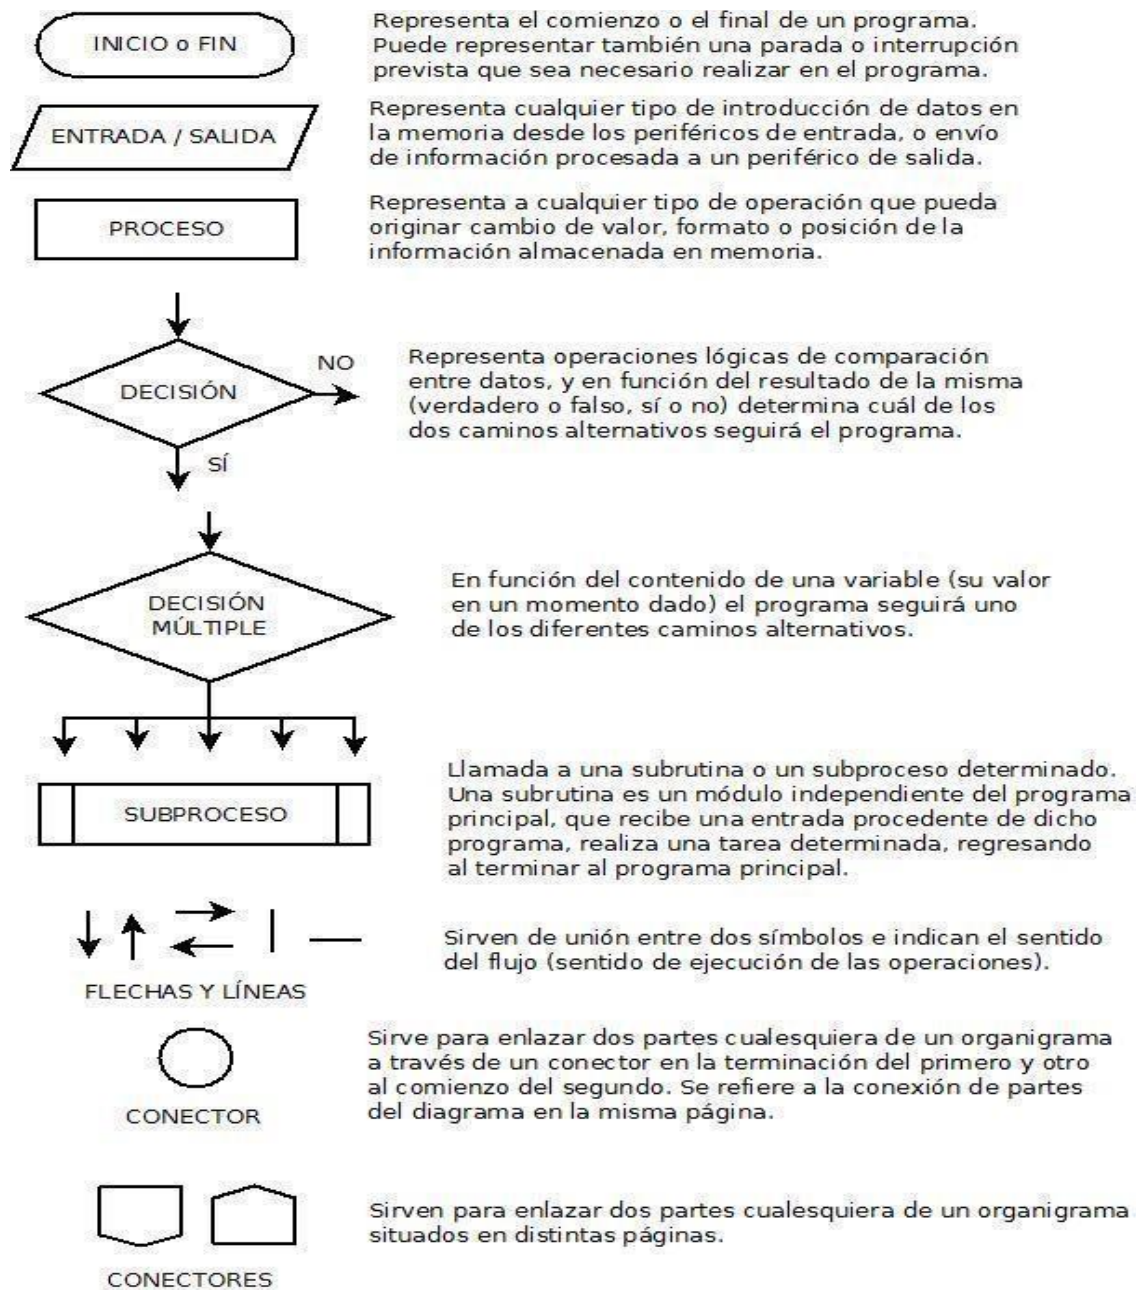 INICIO o FIN
Representa el comienzo o el final de un programa.
Puede representar también una parada o interrupción
prevista que sea necesario realizar en el programa.
ENTRADA / SALIDA
Representa cualquier tipo de introducción de datos en
la memoria desde los periféricos de entrada, o envío
de información procesada a un periférico de salida.
PROCESO
Representa a cualquier tipo de operación que pueda
originar cambio de valor, formato o posición de la
información almacenada en memoria.
DECISIÓN
NO
SÍ
Representa operaciones lógicas de comparación
entre datos, y en función del resultado de la misma
(verdadero o falso, sí o no) determina cuál de los
dos caminos alternativos seguirá el programa.
DECISIÓN
MÚLTIPLE
En función del contenido de una variable (su valor
en un momento dado) el programa seguirá uno
de los diferentes caminos alternativos.
SUBPROCESO
Llamada a una subrutina o un subproceso determinado.
Una subrutina es un módulo independiente del programa
principal, que recibe una entrada procedente de dicho
programa, realiza una tarea determinada, regresando
al terminar al programa principal.
FLECHAS Y LÍNEAS
Sirven de unión entre dos símbolos e indican el sentido
del flujo (sentido de ejecución de las operaciones).
CONECTOR
Sirve para enlazar dos partes cualesquiera de un organigrama
a través de un conector en la terminación del primero y otro
al comienzo del segundo. Se refiere a la conexión de partes
del diagrama en la misma página.
CONECTORES
Sirven para enlazar dos partes cualesquiera de un organigrama
situados en distintas páginas.